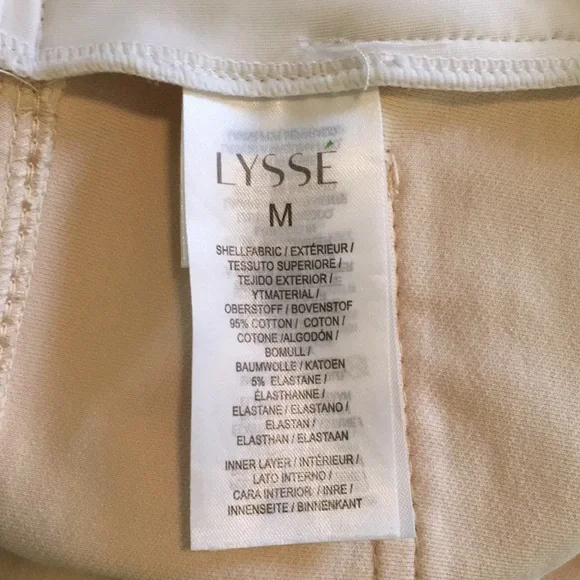 LYSSÉ
M
SHELLFABRIC / EXTÉRIEUR /
TESSUTO SUPERIORE /
TEJIDO EXTERIOR /
YTMATERIAL /
OBERSTOFF / BOVENSTOF
95% COTTON / COTON /
COTONE /ALGODÓN /
BOMULL /
BAUMWOLLE / KATOEN
5% ELASTANE /
ÉLASTHANNE /
ELASTANE / ELASTANO /
ELASTAN /
ELASTHAN / ELASTAAN
INNER LAYER / INTÉRIEUR /
LATO INTERNO /
CARA INTERIOR / INRE /
INNENSEITE / BINNENKANT